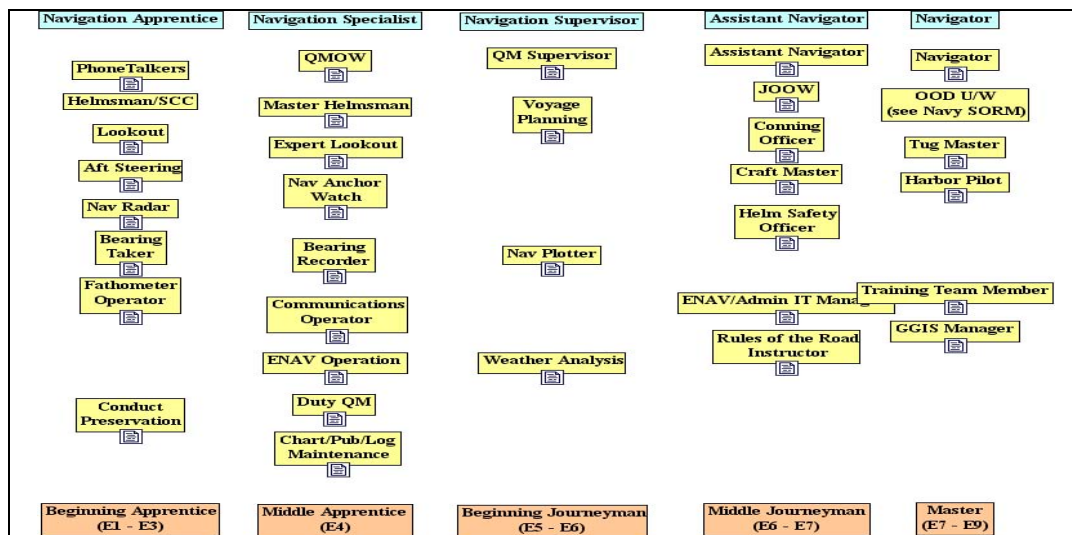 Navigation Apprentice
PhoneTalkers
Helmsman/SCC
Lookout
Aft Steering
Nav Radar
Bearing
Taker
Fathometer
Operator
Conduct
Preservation
Beginning Apprentice
(E1 - E3)
Navigation Specialist
QMOW
Master Helmsman
Expert Lookout
Nav Anchor
Watch
Bearing
Recorder
Communications
Operator
ENAV Operation
Duty QM
Chart/Pub/Log
Maintenance
Middle Apprentice
(E4)
Navigation Supervisor
QM Supervisor
Voyage
Planning
Nav Plotter
Weather Analysis
Beginning Journeyman
(E5 - E6)
Assistant Navigator
Assistant Navigator
JOOW
Conning
Officer
Craft Master
Helm Safety
Officer
ENAV/Admin IT
Rules of the Road
Instructor
Middle Journeyman
(E6 - E7)
Navigator
Navigator
OOD U/W
(see Navy SORM)
Tug Master
Harbor Pilot
Training Team Member
GGIS Manager
Master
(E7 - E9)